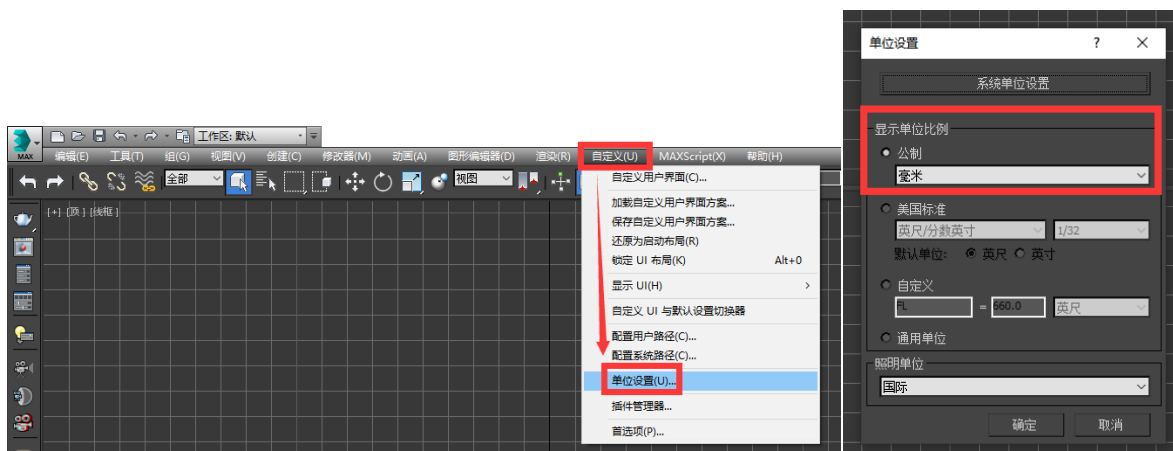 工作区: 默认
MAX
编辑(E) 工具(T) 组(G) 视图(V) 创建(C) 修改器(M) 动画(A) 图形编辑器(D) 渲染(R) 自定义(U) MAXScript(X) 帮助(H)
全部 视图
[+] [顶] [线框]
自定义用户界面(C)...
加载自定义用户界面方案...
保存自定义用户界面方案...
还原为启动布局(R)
锁定 UI 布局(K) Alt+0
显示 UI(H)
自定义 UI 与默认设置切换器
配置用户路径(C)...
配置系统路径(C)...
单位设置(U)...
插件管理器...
首选项(P)...
单位设置 ?
系统单位设置
显示单位比例
公制
毫米
美国标准
英尺/分数英寸 1/32
默认单位: 英尺 英寸
自定义
FL = 660.0 英尺
通用单位
照明单位
国际
确定 取消